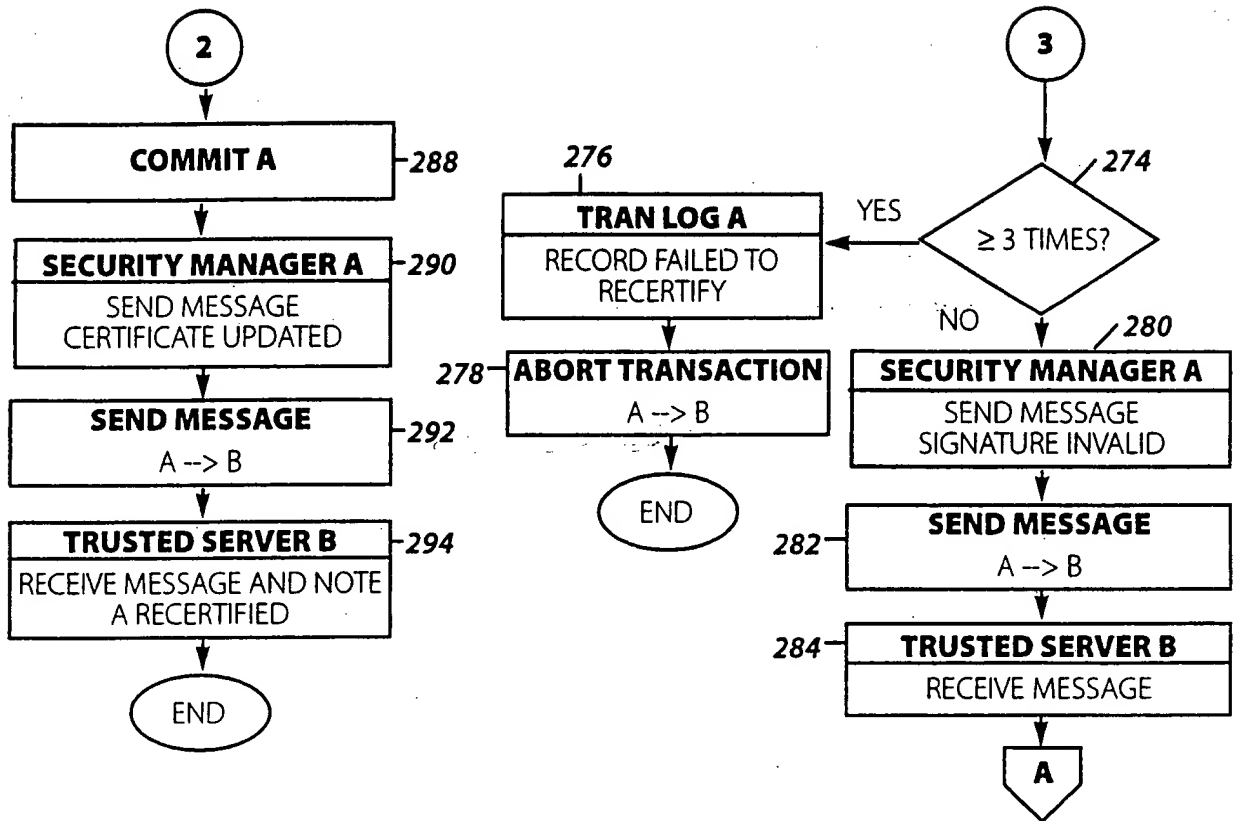 2
COMMIT A
288
SECURITY MANAGER A
290
SEND MESSAGE
CERTIFICATE UPDATED
SEND MESSAGE
292
A --> B
TRUSTED SERVER B
294
RECEIVE MESSAGE AND NOTE
A RECERTIFIED
END
3
274
≥ 3 TIMES?
YES
276
TRAN LOG A
RECORD FAILED TO
RECERTIFY
278
ABORT TRANSACTION
A --> B
END
NO
280
SECURITY MANAGER A
SEND MESSAGE
SIGNATURE INVALID
282
SEND MESSAGE
A --> B
284
TRUSTED SERVER B
RECEIVE MESSAGE
A